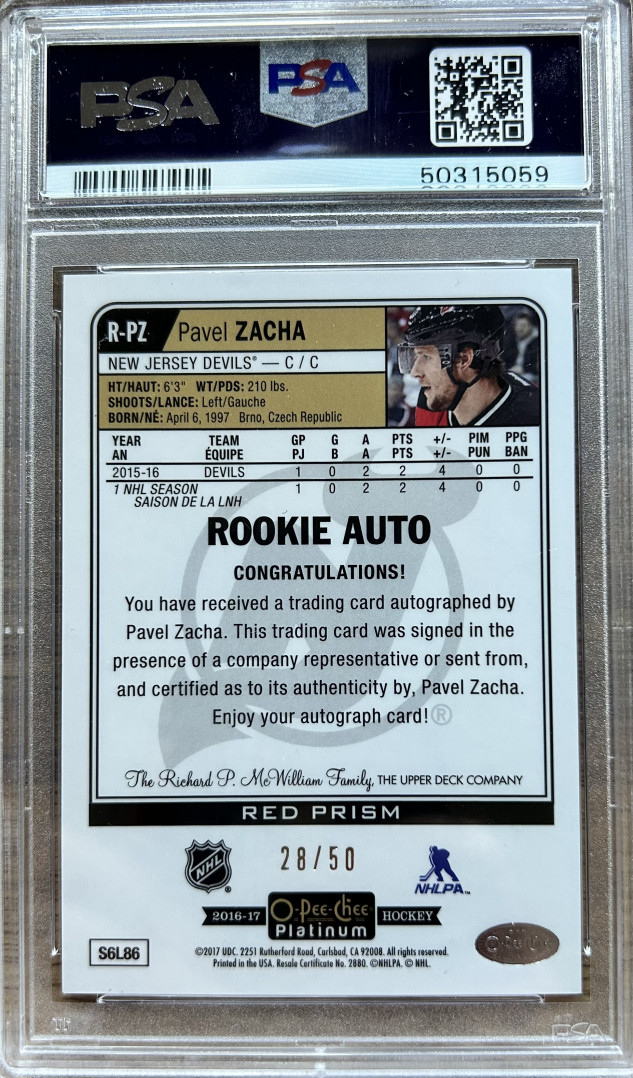 PSA
PSA
50315059
R-PZ Pavel ZACHA
NEW JERSEY DEVILS® — C / C
HT/HAUT: 6'3" WT/PDS: 210 lbs.
SHOOTS/LANCE: Left/Gauche
BORN/NÉ: April 6, 1997 Brno, Czech Republic
YEAR TEAM GP G A PTS +/- PIM PPG
AN ÉQUIPE PJ B A PTS +/- PUN BAN
2015-16 DEVILS 1 0 2 2 4 0 0
1 NHL SEASON 1 0 2 2 4 0 0
SAISON DE LA LNH
ROOKIE AUTO
CONGRATULATIONS!
You have received a trading card autographed by
Pavel Zacha. This trading card was signed in the
presence of a company representative or sent from,
and certified as to its authenticity by, Pavel Zacha.
Enjoy your autograph card!®
The Richard P. McWilliam Family, THE UPPER DECK COMPANY
RED PRISM
NHL
®
28/50
NHLPA™
2016-17 O-Pee-Chee Platinum HOCKEY
S6L86
©2017 UDC. 2251 Rutherford Road, Carlsbad, CA 92008. All rights reserved.
Printed in the USA. Resale Certificate No. 2880. ©NHLPA. © NHL.
PSA